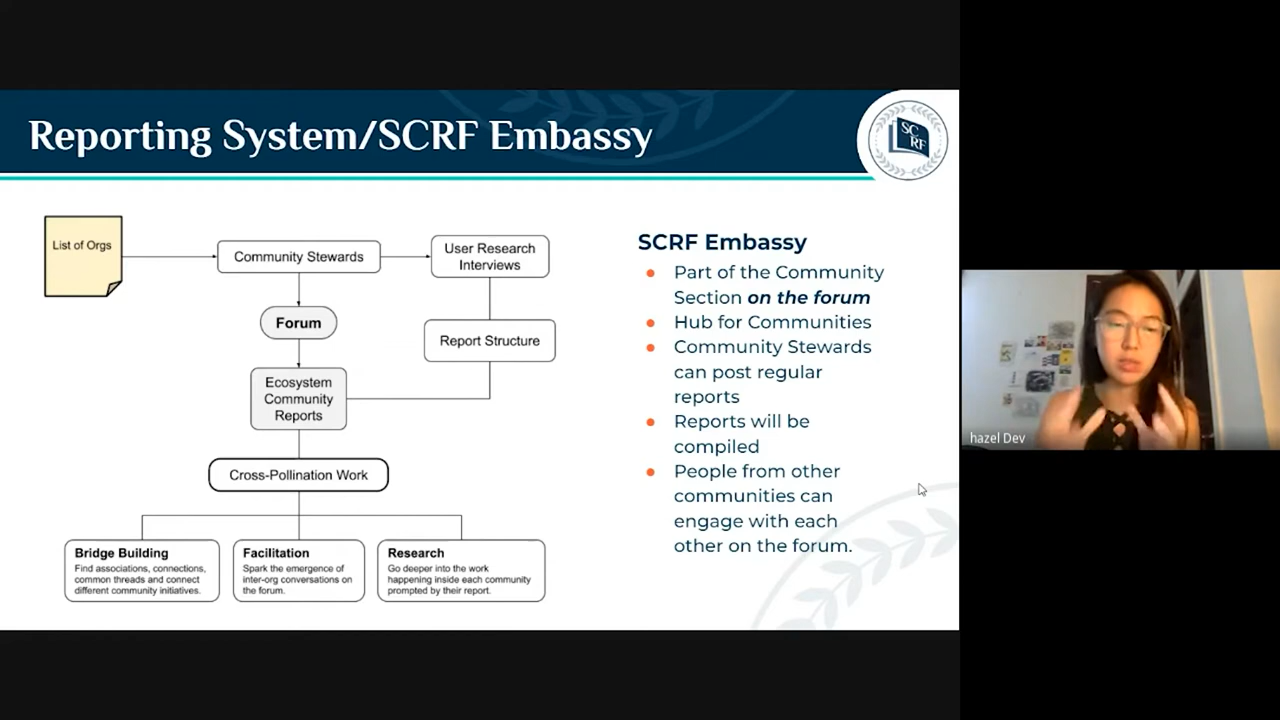 Reporting System/SCRF Embassy
SC
RF
List of Orgs
Community Stewards
User Research
Interviews
Forum
Report Structure
Ecosystem
Community
Reports
Cross-Pollination Work
Bridge Building
Find associations, connections,
common threads and connect
different community initiatives.
Facilitation
Spark the emergence of
inter-org conversations on
the forum.
Research
Go deeper into the work
happening inside each community
prompted by their report.
SCRF Embassy
● Part of the Community
Section on the forum
● Hub for Communities
● Community Stewards
can post regular
reports
● Reports will be
compiled
● People from other
communities can
engage with each
other on the forum.
hazel Dev